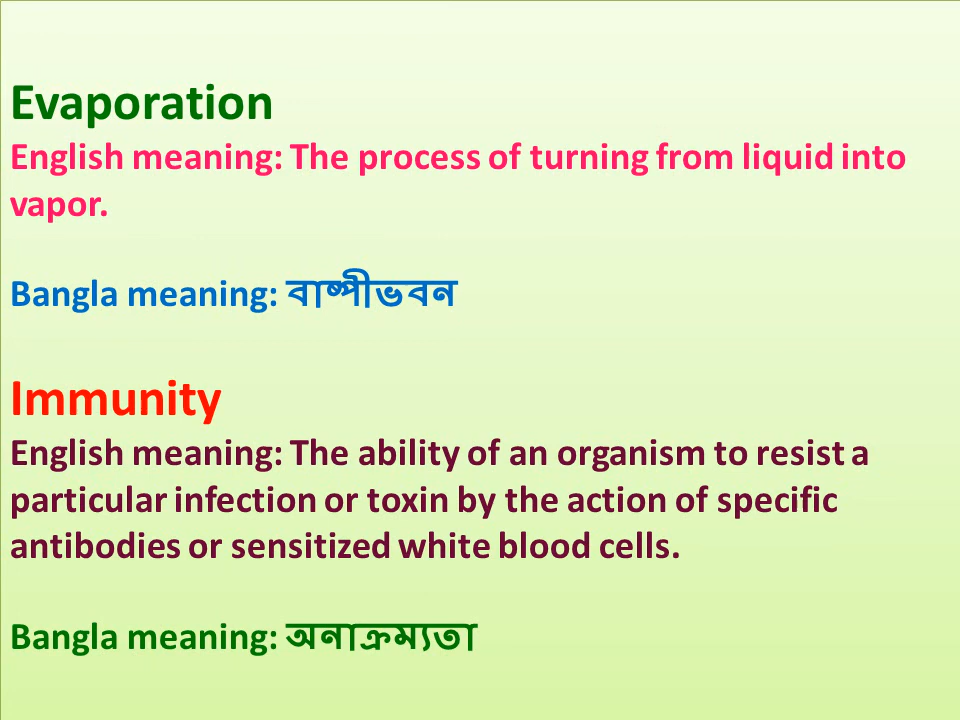 Evaporation
English meaning: The process of turning from liquid into
vapor.
Bangla meaning: বাষ্পীভবন
Immunity
English meaning: The ability of an organism to resist a
particular infection or toxin by the action of specific
antibodies or sensitized white blood cells.
Bangla meaning: অনাক্রম্যতা